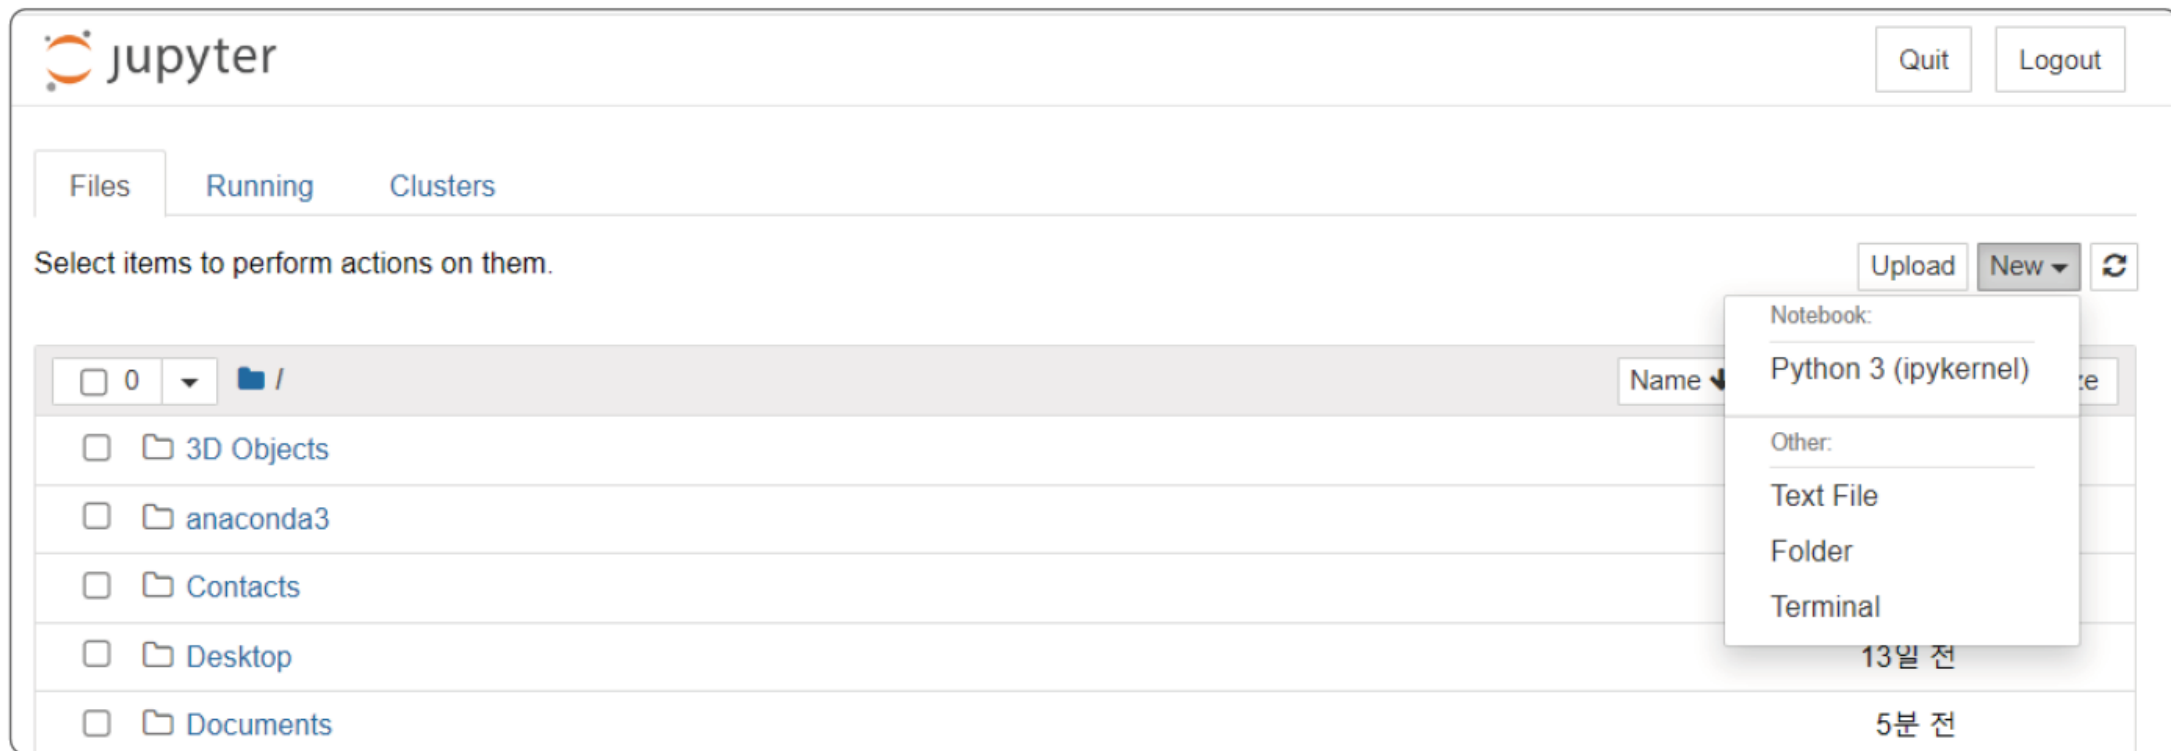 jupyter
Quit
Logout
Files
Running
Clusters
Select items to perform actions on them.
Upload
New
Notebook:
Python 3 (ipykernel)
Other:
Text File
Folder
Terminal
0
/
Name
ze
3D Objects
anaconda3
Contacts
Desktop
13일 전
Documents
5분 전